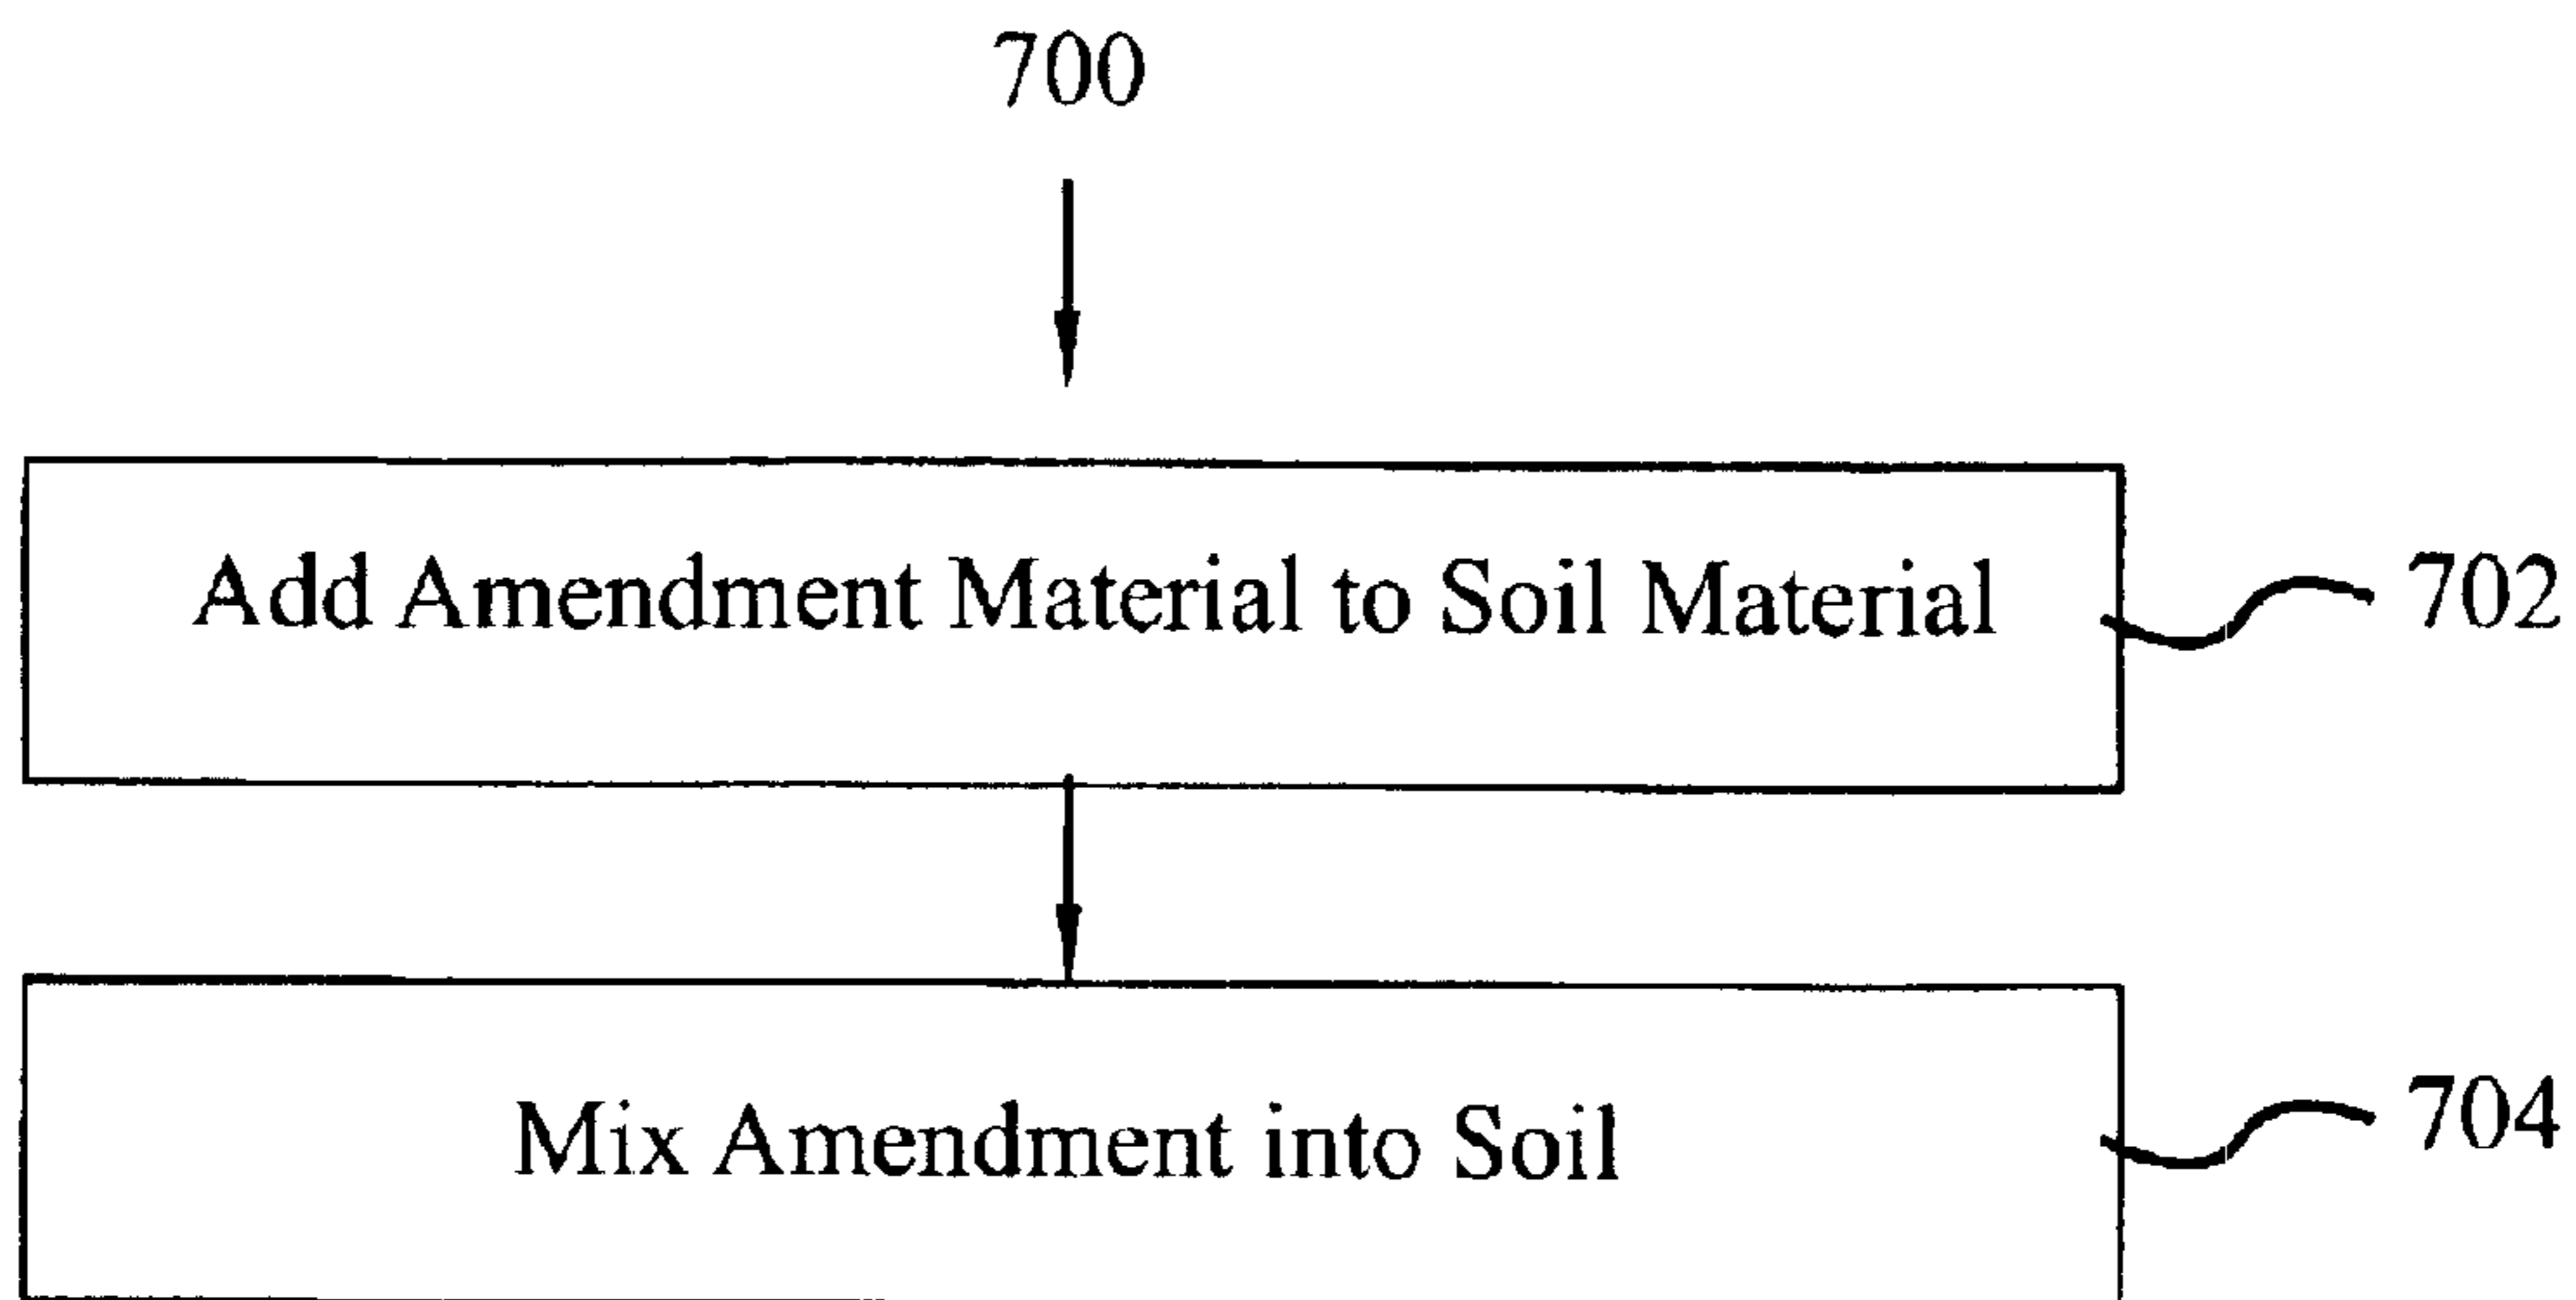 700
Add Amendment Material to Soil Material
702
Mix Amendment into Soil
704